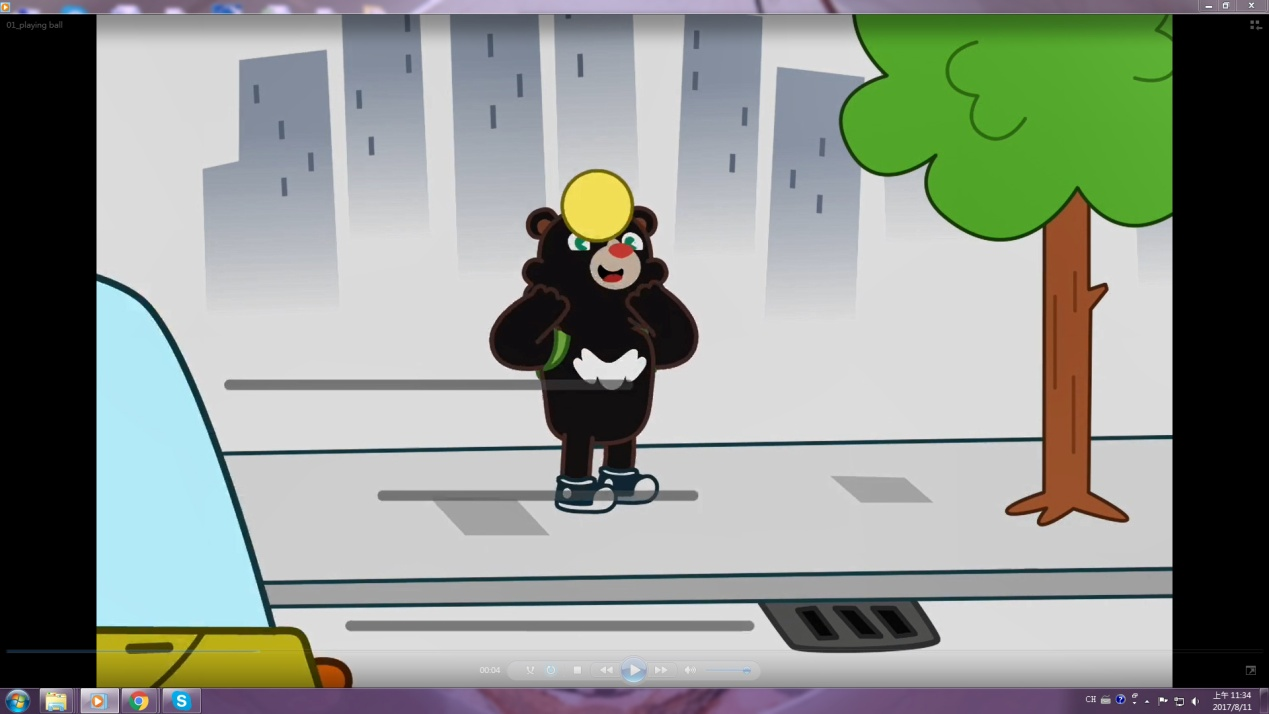 01_playing ball
00:04
CH
上午 11:34
2017/8/11